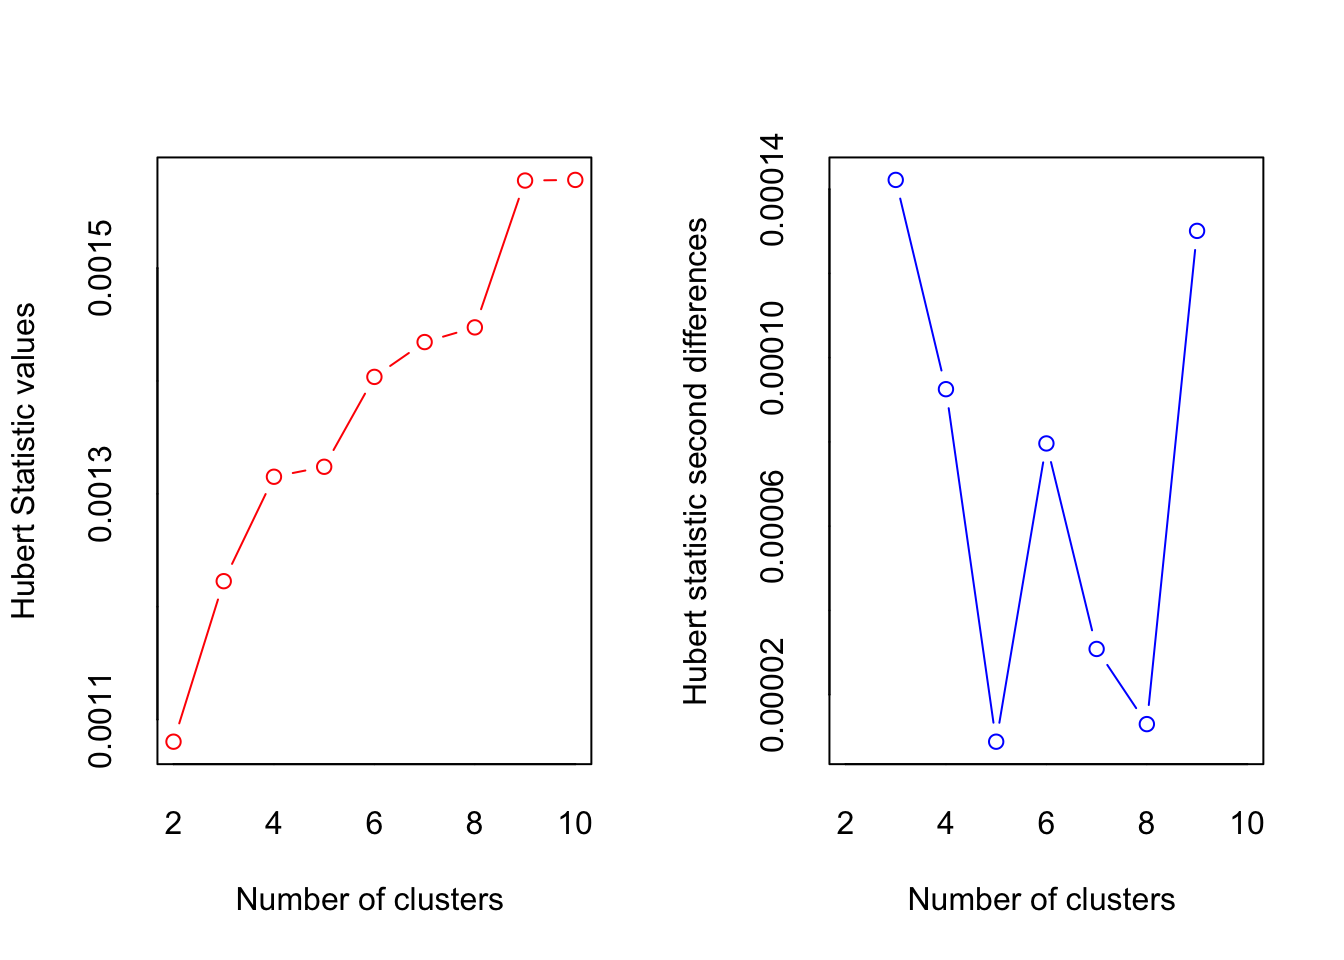 Hubert Statistic values
0.0011
0.0013
0.0015
2 4 6 8 10
Number of clusters
Hubert statistic second differences
0.00002
0.00006
0.00010
0.00014
2 4 6 8 10
Number of clusters